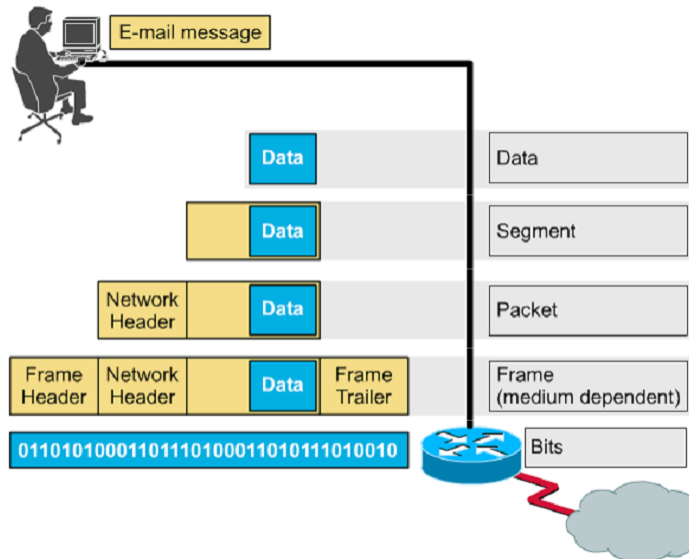 E-mail message
Data
Data
Data
Segment
Network
Header
Data
Packet
Frame
Header
Network
Header
Data
Frame
Trailer
Frame
(medium dependent)
0110101000110111010001101011101010010
Bits